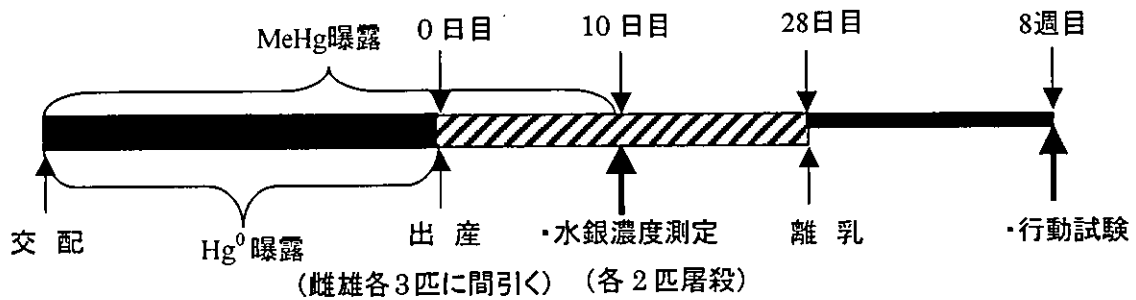 MeHg曝露
0日目
10日目
28日目
8週目
交 配
Hg⁰曝露
出 産
・水銀濃度測定
離 乳
・行動試験
(雌雄各3匹に間引く)
(各2匹屠殺)